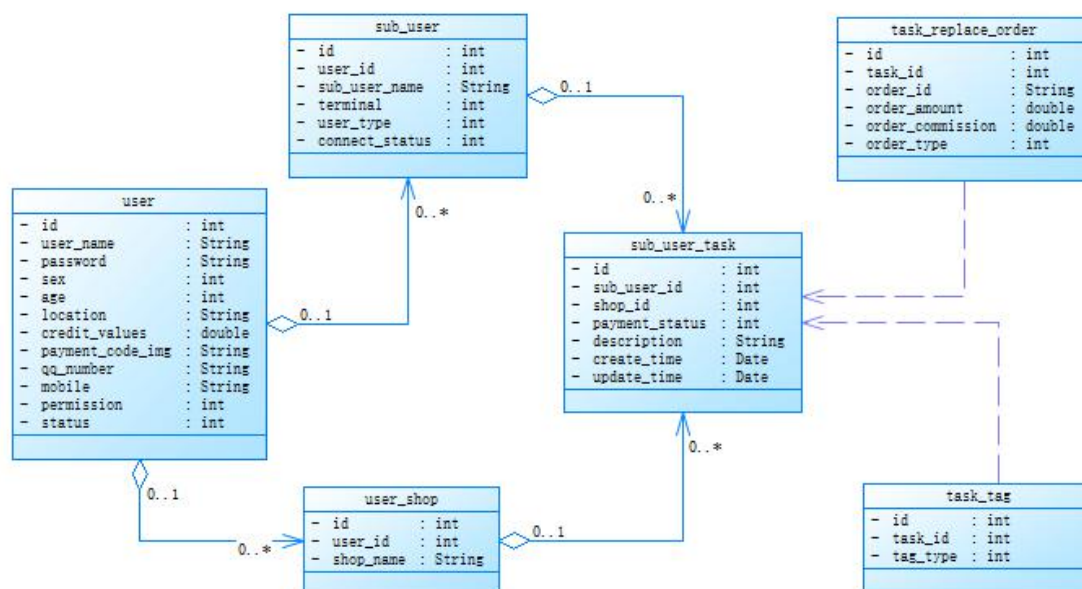 sub_user
- id : int
- user_id : int
- sub_user_name : String
- terminal : int
- user_type : int
- connect_status : int
task_replace_order
- id : int
- task_id : int
- order_id : String
- order_amount : double
- order_commission : double
- order_type : int
0..1
0..*
0..*
user
- id : int
- user_name : String
- password : String
- sex : int
- age : int
- location : String
- credit_values : double
- payment_code_img : String
- qq_number : String
- mobile : String
- permission : int
- status : int
0..1
sub_user_task
- id : int
- sub_user_id : int
- shop_id : int
- payment_status : int
- description : String
- create_time : Date
- update_time : Date
0..*
0..1
0..*
user_shop
- id : int
- user_id : int
- shop_name : String
0..1
task_tag
- id : int
- task_id : int
- tag_type : int